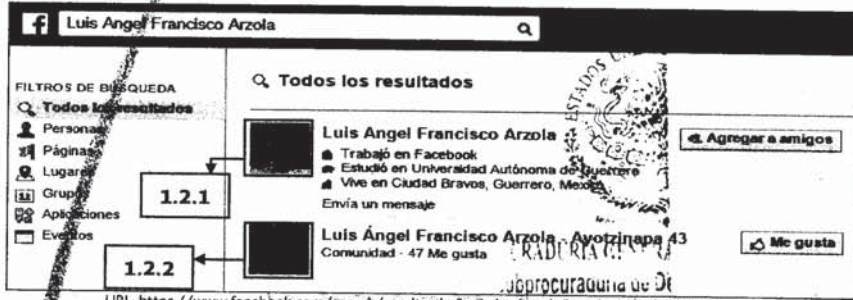 f Luis Angel Francisco Arzola
FILTROS DE BÚSQUEDA
Todos los resultados
Personas
Páginas
Lugares
Grupos
Aplicaciones
Eventos
Todos los resultados
Luis Angel Francisco Arzola
Agregar a amigos
Trabajó en Facebook
Estudió en Universidad Autónoma de Guerrero
Vive en Ciudad Bravos, Guerrero, Mexico
Envía un mensaje
1.2.1
Luis Ángel Francisco Arzola - Ayotzinapa 43
Me gusta
Comunidad · 47 Me gusta
1.2.2
ESTADOS